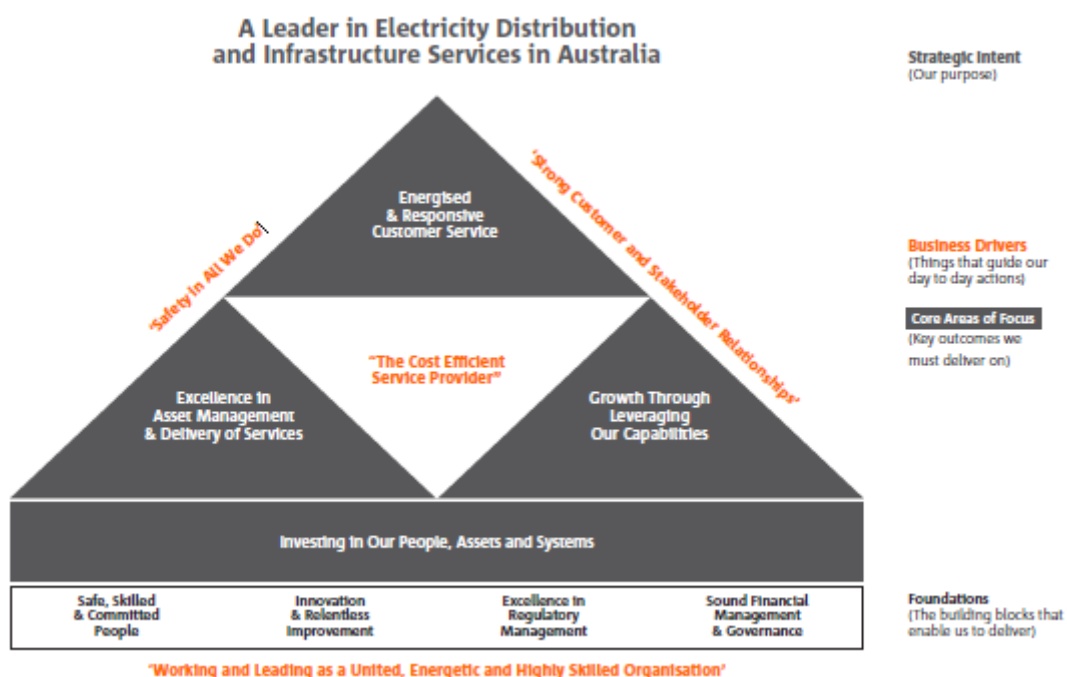 A Leader in Electricity Distribution
and Infrastructure Services in Australia
Strategic Intent
(Our purpose)
Energised
& Responsive
Customer Service
'Safety in All We Do'
'Strong Customer and Stakeholder Relationships'
Business Drivers
(Things that guide our
day to day actions)
Core Areas of Focus
(Key outcomes we
must deliver on)
"The Cost Efficient
Service Provider"
Excellence in
Asset Management
& Delivery of Services
Growth Through
Leveraging
Our Capabilities
Investing in Our People, Assets and Systems
Safe, Skilled
& Committed
People
Innovation
& Relentless
Improvement
Excellence in
Regulatory
Management
Sound Financial
Management
& Governance
Foundations
(The building blocks that
enable us to deliver)
'Working and Leading as a United, Energetic and Highly Skilled Organisation'